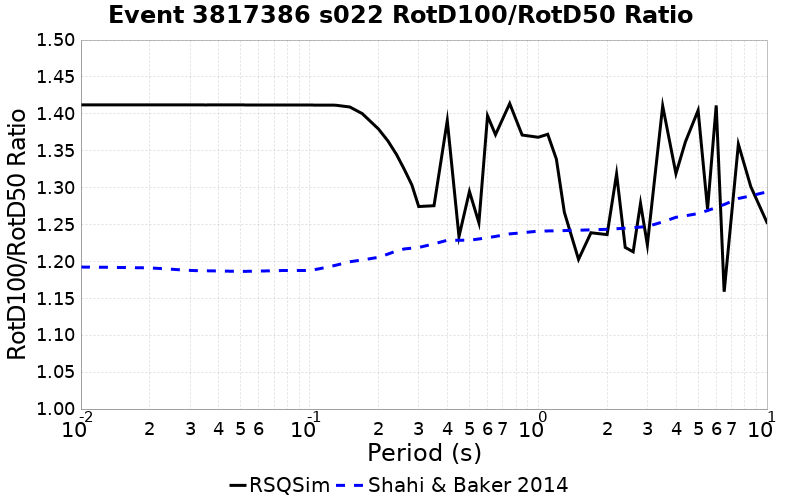 Event 3817386 s022 RotD100/RotD50 Ratio
RotD100/RotD50 Ratio
1.50
1.45
1.40
1.35
1.30
1.25
1.20
1.15
1.10
1.05
1.00
10-2 2 3 4 5 6 10-1 2 3 4 5 6 7 100 2 3 4 5 6 7 101
Period (s)
RSQSim Shahi & Baker 2014